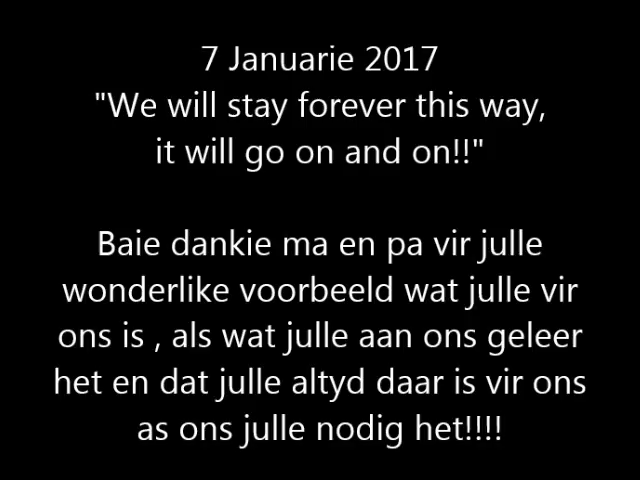 7 Januarie 2017
"We will stay forever this way,
it will go on and on!!"
Baie dankie ma en pa vir julle
wonderlike voorbeeld wat julle vir
ons is , als wat julle aan ons geleer
het en dat julle altyd daar is vir ons
as ons julle nodig het!!!!